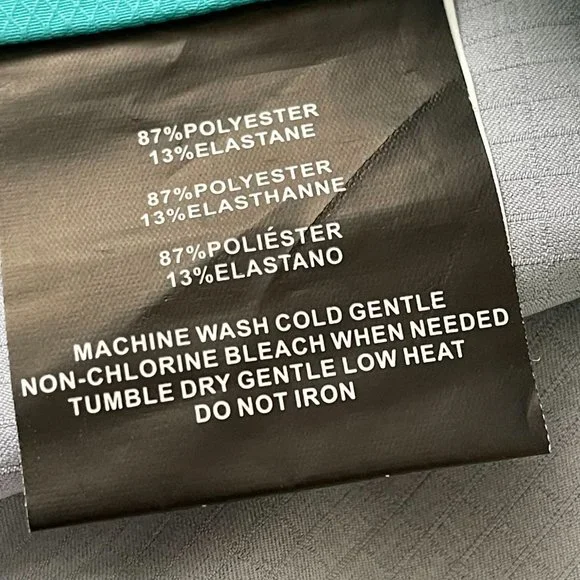 87%POLYESTER
13%ELASTANE
87%POLYESTER
13%ELASTHANNE
87%POLIÉSTER
13%ELASTANO
MACHINE WASH COLD GENTLE
NON-CHLORINE BLEACH WHEN NEEDED
TUMBLE DRY GENTLE LOW HEAT
DO NOT IRON